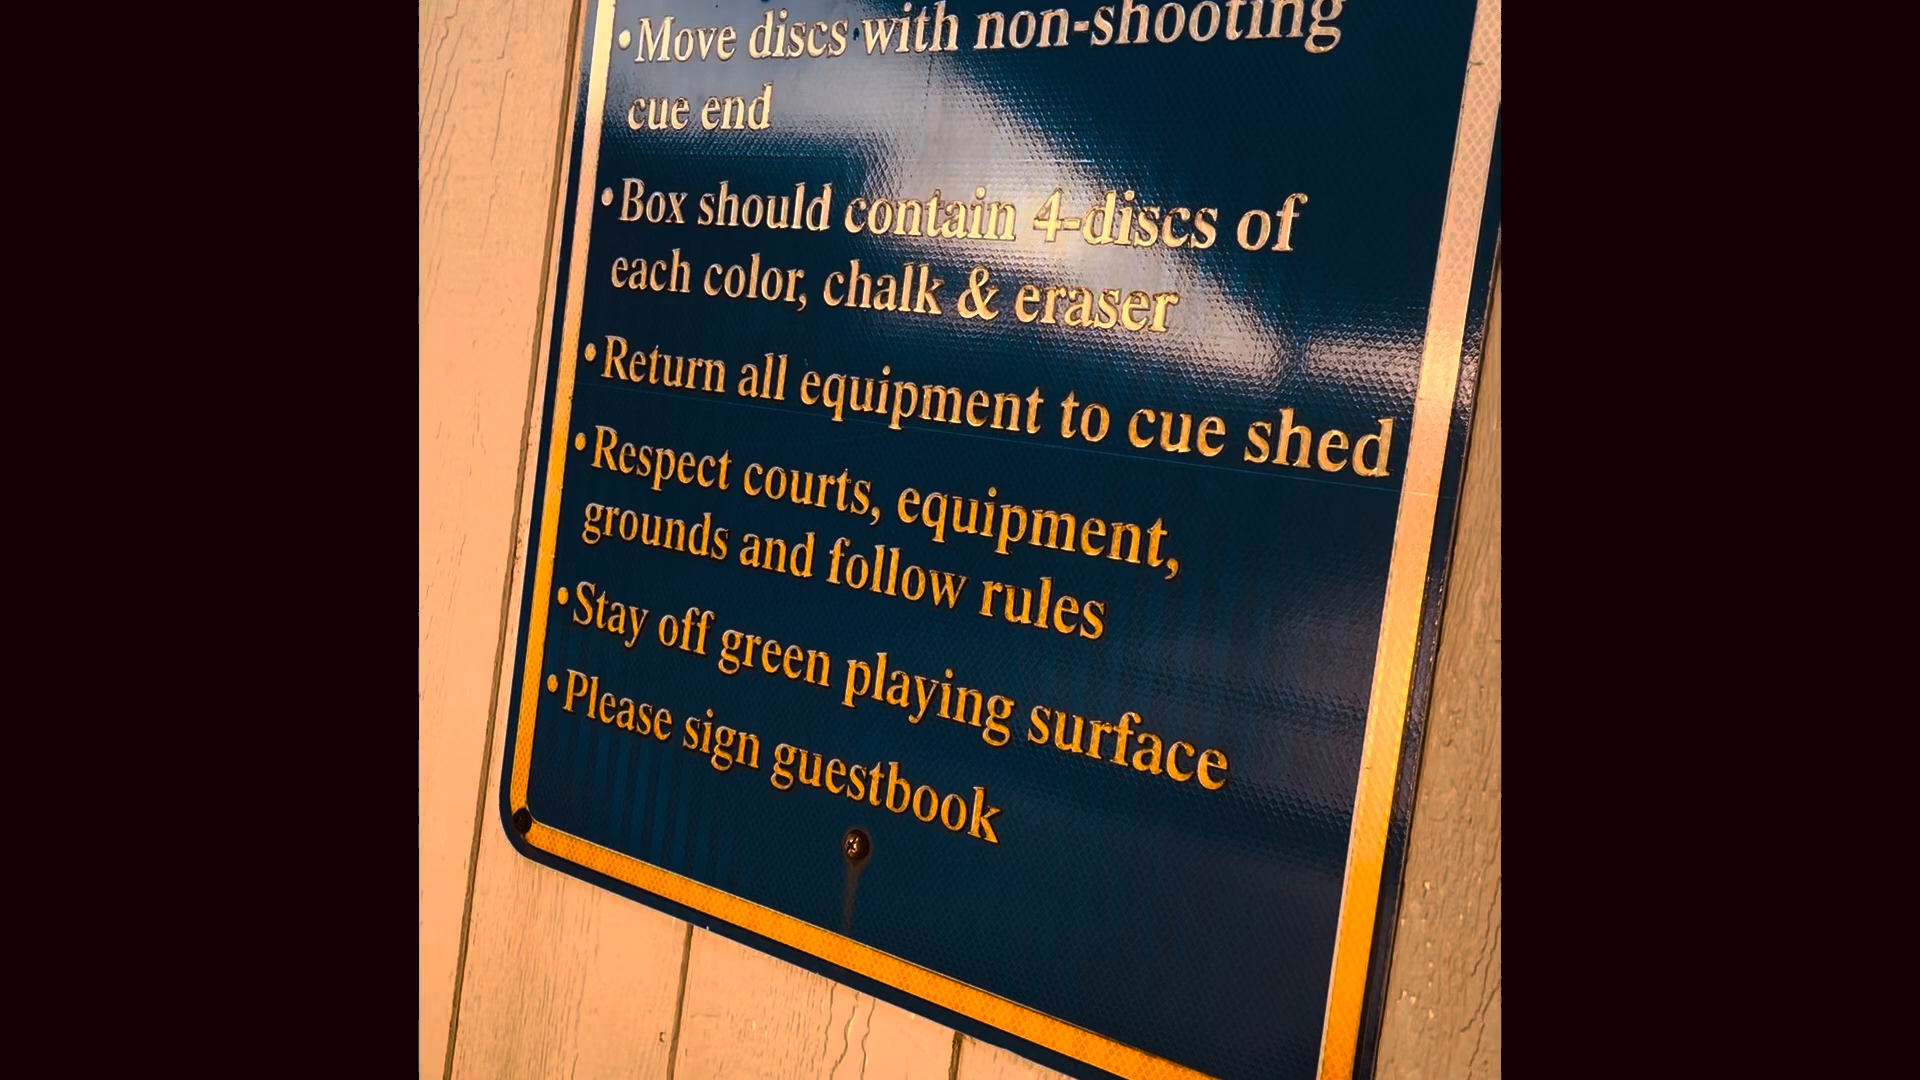 •Move discs with non-shooting
cue end
•Box should contain 4-discs of
each color, chalk & eraser
•Return all equipment to cue shed
•Respect courts, equipment,
grounds and follow rules
•Stay off green playing surface
•Please sign guestbook